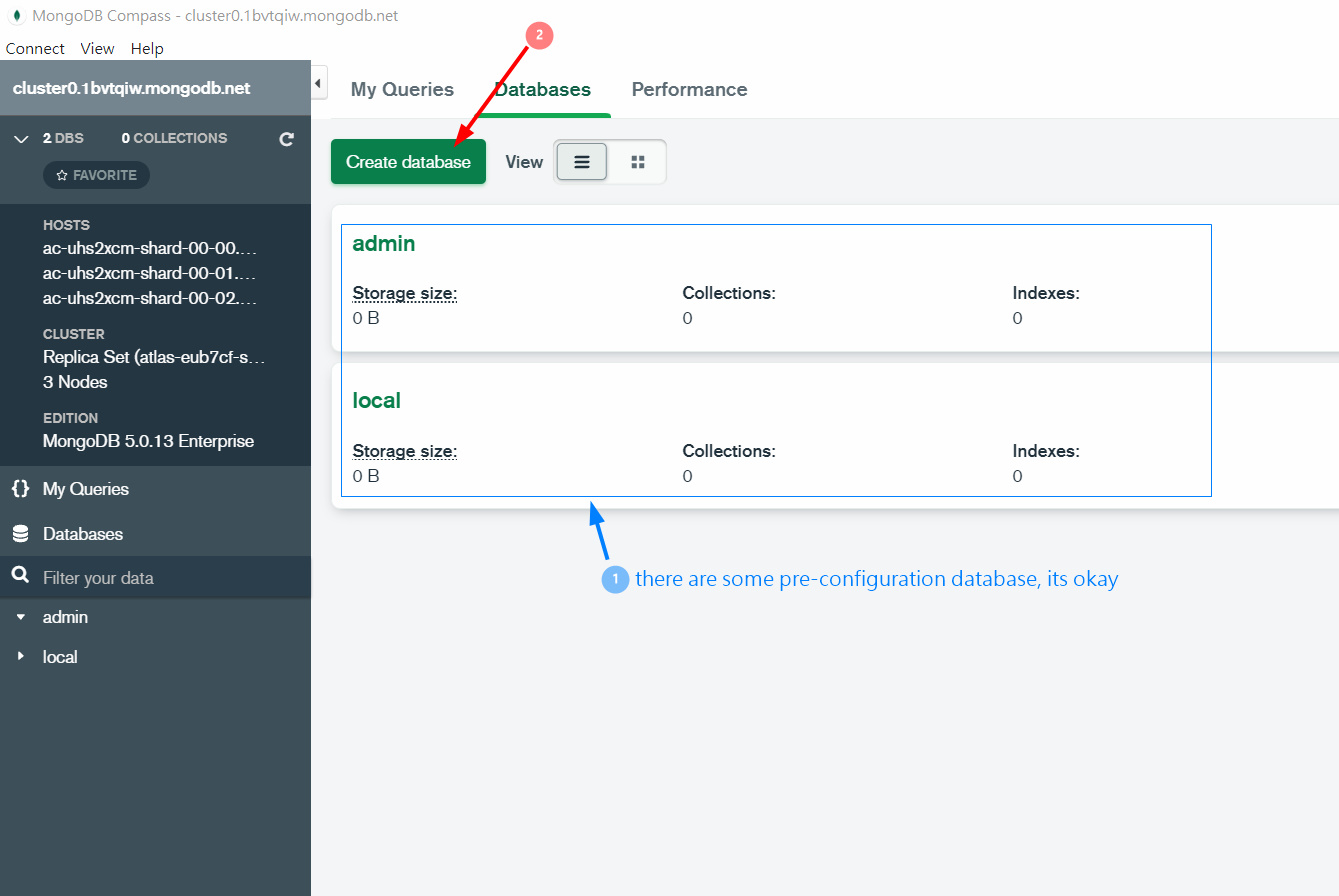 MongoDB Compass - cluster0.1bvtqiw.mongodb.net
Connect View Help
2
cluster0.1bvtqiw.mongodb.net
My Queries Databases Performance
2 DBS 0 COLLECTIONS
FAVORITE
Create database View
HOSTS
ac-uhs2xcm-shard-00-00....
ac-uhs2xcm-shard-00-01....
ac-uhs2xcm-shard-00-02....
CLUSTER
Replica Set (atlas-eub7cf-s...
3 Nodes
EDITION
MongoDB 5.0.13 Enterprise
{} My Queries
Databases
Filter your data
admin
local
admin
Storage size: Collections: Indexes:
0 B 0 0
local
Storage size: Collections: Indexes:
0 B 0 0
1 there are some pre-configuration database, its okay